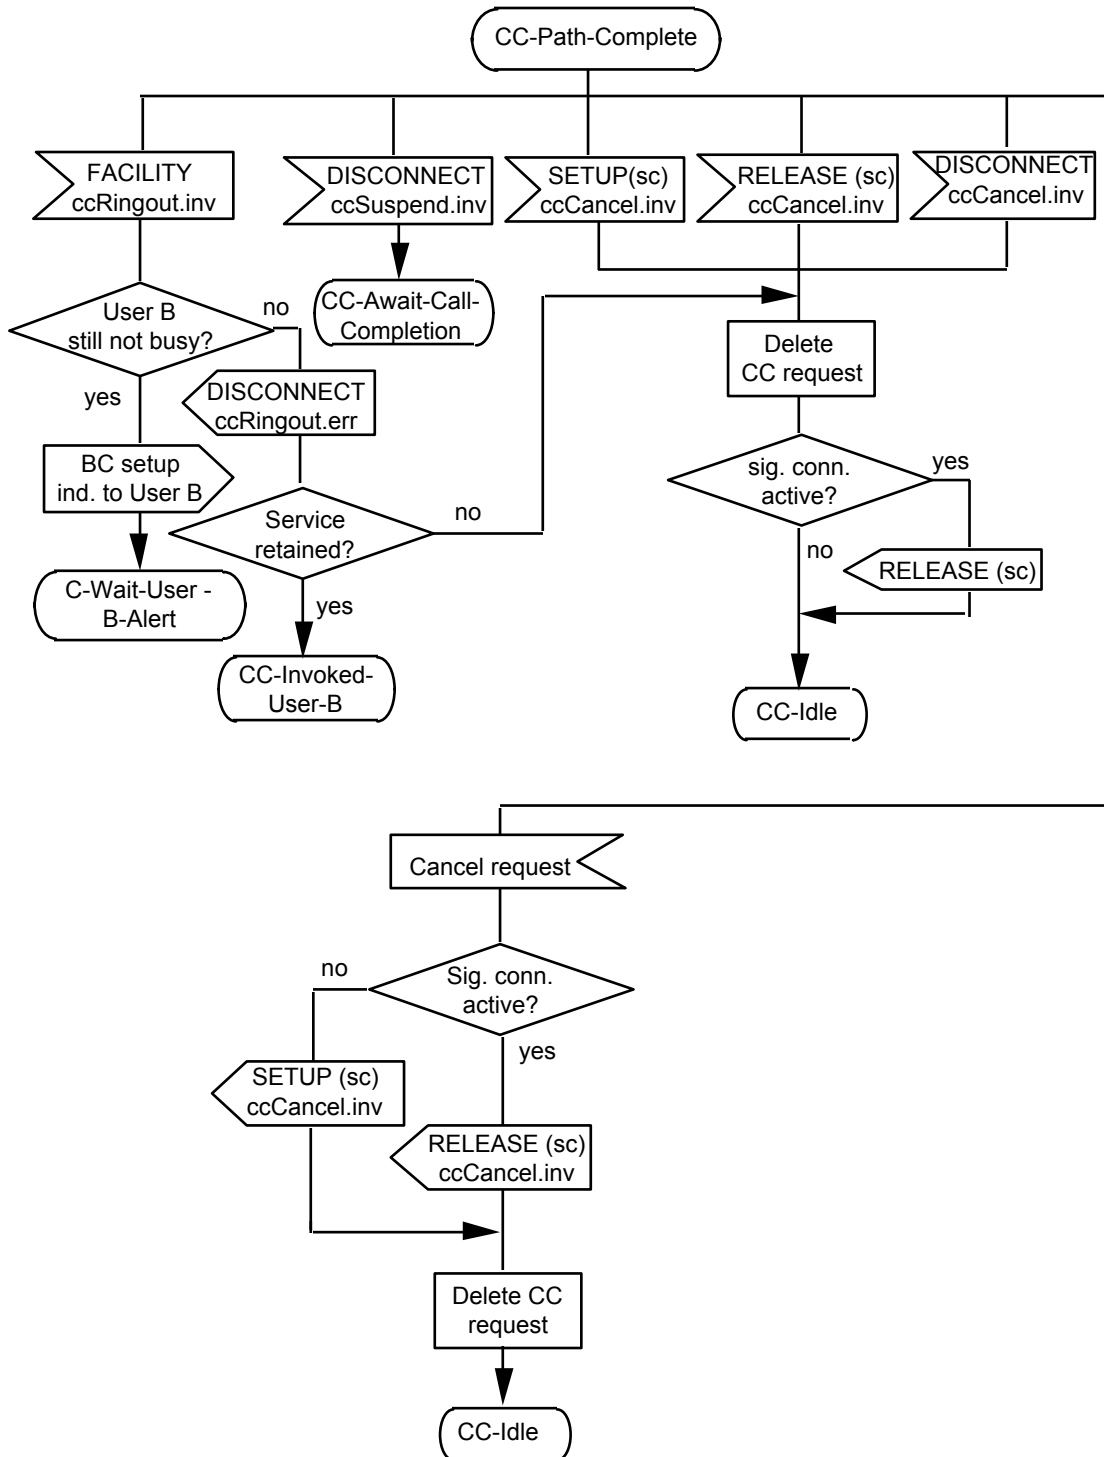 CC-Path-Complete
FACILITY
ccRingout.inv
DISCONNECT
ccSuspend.inv
SETUP(sc)
ccCancel.inv
RELEASE (sc)
ccCancel.inv
DISCONNECT
ccCancel.inv
User B
still not busy?
no
yes
CC-Await-Call-
Completion
DISCONNECT
ccRingout.err
Delete
CC request
BC setup
ind. to User B
Service
retained?
no
yes
sig. conn.
active?
yes
no
RELEASE (sc)
C-Wait-User -
B-Alert
CC-Invoked-
User-B
CC-Idle
Cancel request
Sig. conn.
active?
no
yes
SETUP (sc)
ccCancel.inv
RELEASE (sc)
ccCancel.inv
Delete CC
request
CC-Idle